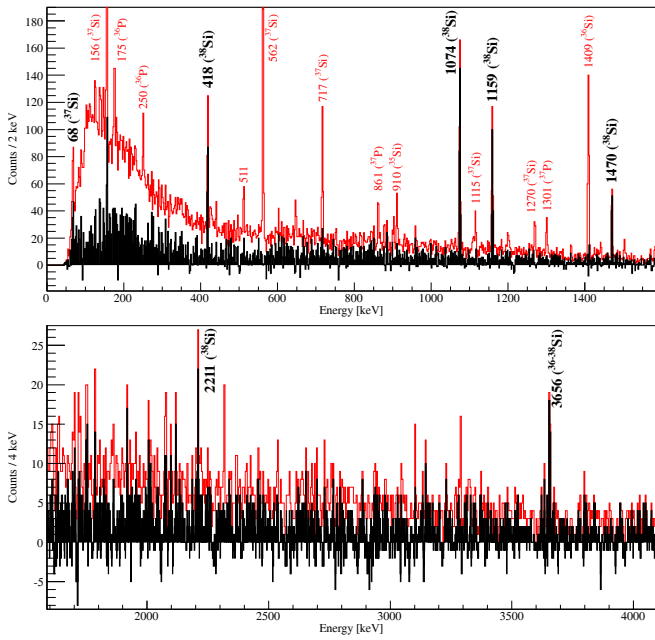 180
160
140
120
100
80
60
40
20
0
Counts / 2 keV
68 (³⁷Si)
156 (³⁷Si)
175 (³⁶P)
250 (³⁶P)
418 (³⁸Si)
511
562 (³⁷Si)
717 (³⁷Si)
861 (³⁷P)
910 (³⁵Si)
1074 (³⁸Si)
1115 (³⁷Si)
1159 (³⁸Si)
1270 (³⁷Si)
1301 (³⁷P)
1409 (³⁶Si)
1470 (³⁸Si)
0 200 400 600 800 1000 1200 1400
Energy [keV]
25
20
15
10
5
0
-5
Counts / 4 keV
2211 (³⁸Si)
3656 (³⁶⁻³⁸Si)
2000 2500 3000 3500 4000
Energy [keV]